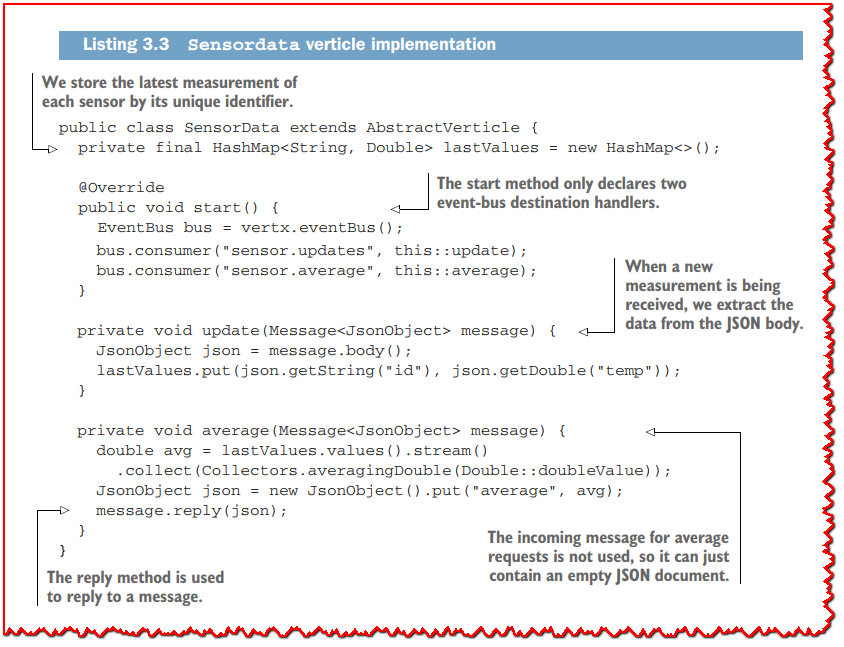 Listing 3.3 Sensordata verticle implementation
We store the latest measurement of
each sensor by its unique identifier.
public class SensorData extends AbstractVerticle {
private final HashMap<String, Double> lastValues = new HashMap<>();
@Override
public void start() {
The start method only declares two
event-bus destination handlers.
EventBus bus = vertx.eventBus();
bus.consumer("sensor.updates", this::update);
bus.consumer("sensor.average", this::average);
}
When a new
measurement is being
received, we extract the
data from the JSON body.
private void update(Message<JsonObject> message) {
JsonObject json = message.body();
lastValues.put(json.getString("id"), json.getDouble("temp"));
}
private void average(Message<JsonObject> message) {
double avg = lastValues.values().stream()
.collect(Collectors.averagingDouble(Double::doubleValue));
JsonObject json = new JsonObject().put("average", avg);
message.reply(json);
}
}
The incoming message for average
requests is not used, so it can just
contain an empty JSON document.
The reply method is used
to reply to a message.